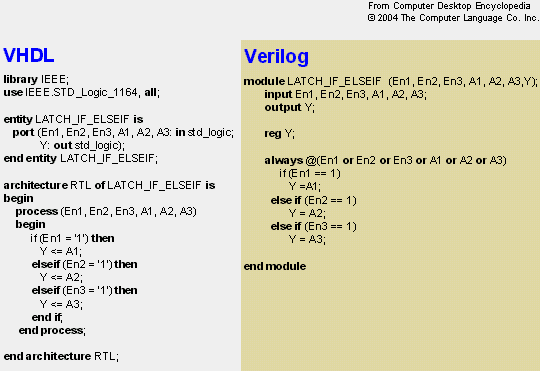 From Computer Desktop Encyclopedia
© 2004 The Computer Language Co. Inc.
VHDL
library IEEE;
use IEEE.STD_Logic_1164, all;
entity LATCH_IF_ELSEIF is
port (En1, En2, En3, A1, A2, A3: in std_logic;
Y: out std_logic);
end entity LATCH_IF_ELSEIF;
architecture RTL of LATCH_IF_ELSEIF is
begin
process (En1, En2, En3, A1, A2, A3)
begin
if (En1 = '1') then
Y <= A1;
elseif (En2 = '1') then
Y <= A2;
elseif (En3 = '1') then
Y <= A3;
end if;
end process;
end architecture RTL;
Verilog
module LATCH_IF_ELSEIF (En1, En2, En3, A1, A2, A3,Y);
input En1, En2, En3, A1, A2, A3;
output Y;
reg Y;
always @(En1 or En2 or En3 or A1 or A2 or A3)
if (En1 == 1)
Y =A1;
else if (En2 == 1)
Y = A2;
else if (En3 == 1)
Y = A3;
end module